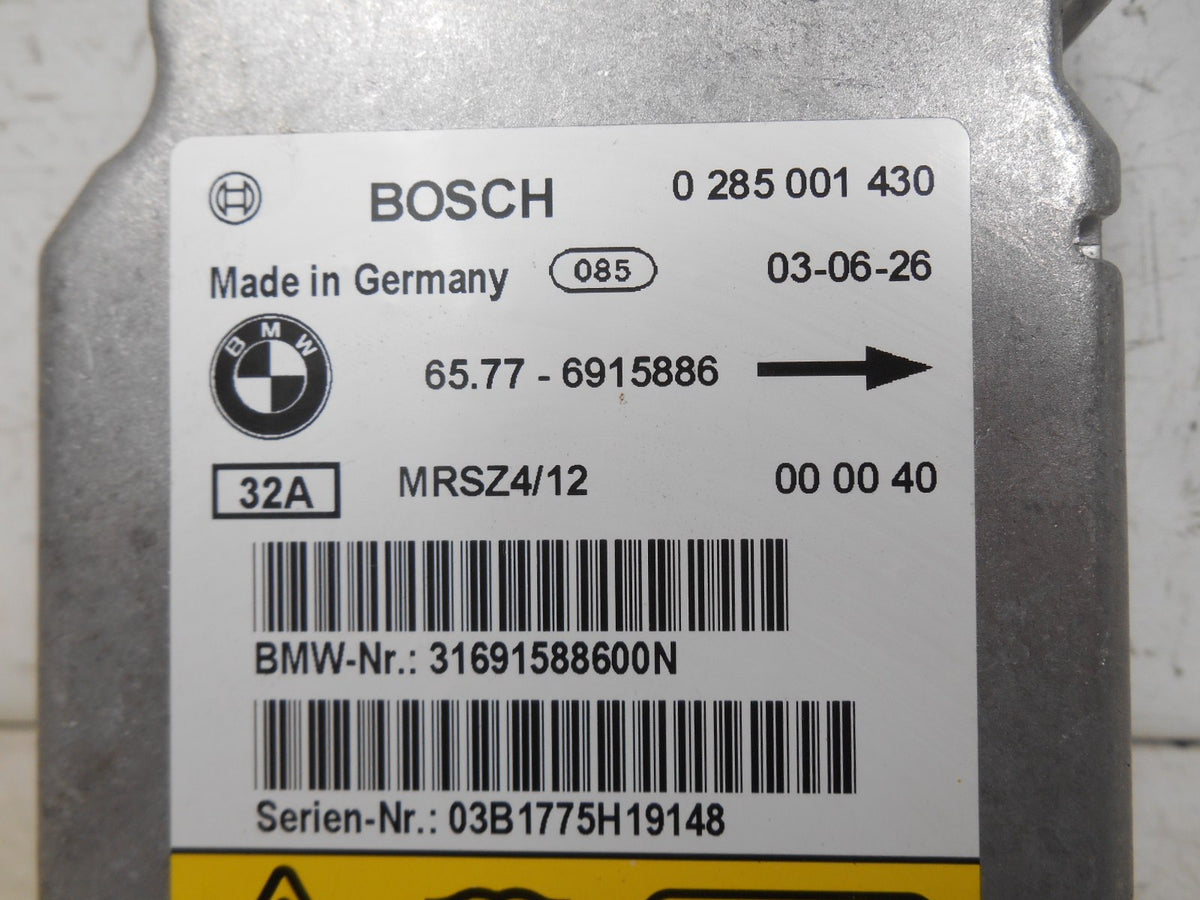 BOSCH 0 285 001 430
Made in Germany 085 03-06-26
BMW
65.77 - 6915886
32A MRSZ4/12 00 00 40
BMW-Nr.: 31691588600N
Serien-Nr.: 03B1775H19148